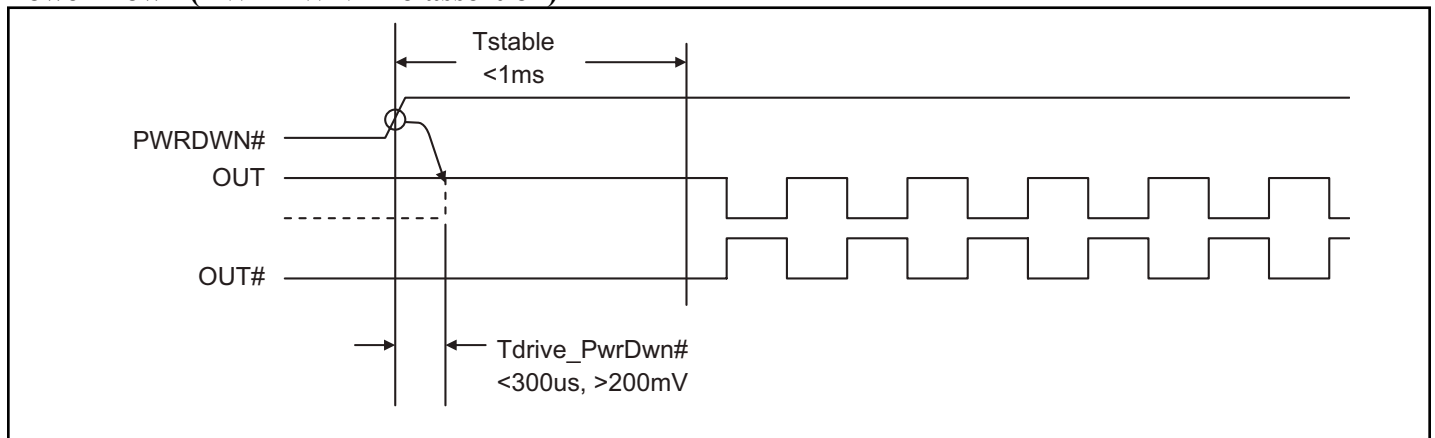 Tstable
<1ms
PWRDWN#
OUT
OUT#
Tdrive_PwrDwn#
<300us, >200mV